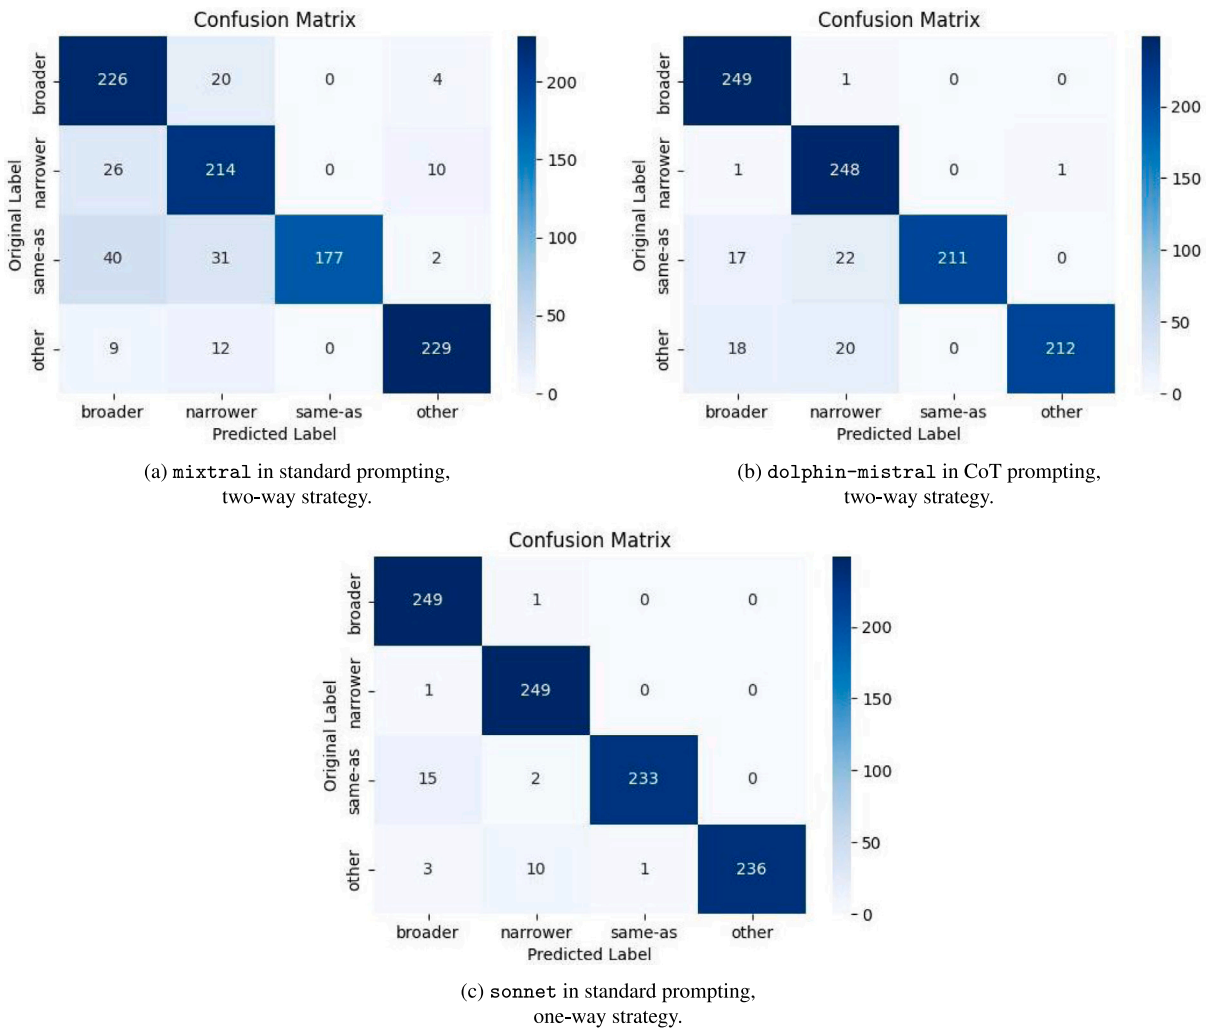 Confusion Matrix
broader 226 20 0 4
narrower 26 214 0 10
same-as 40 31 177 2
other 9 12 0 229
broader narrower same-as other
Predicted Label
Original Label
200
150
100
50
0
(a) mixtral in standard prompting,
two-way strategy.
Confusion Matrix
broader 249 1 0 0
narrower 1 248 0 1
same-as 17 22 211 0
other 18 20 0 212
broader narrower same-as other
Predicted Label
Original Label
200
150
100
50
0
(b) dolphin-mistral in CoT prompting,
two-way strategy.
Confusion Matrix
broader 249 1 0 0
narrower 1 249 0 0
same-as 15 2 233 0
other 3 10 1 236
broader narrower same-as other
Predicted Label
Original Label
200
150
100
50
0
(c) sonnet in standard prompting,
one-way strategy.